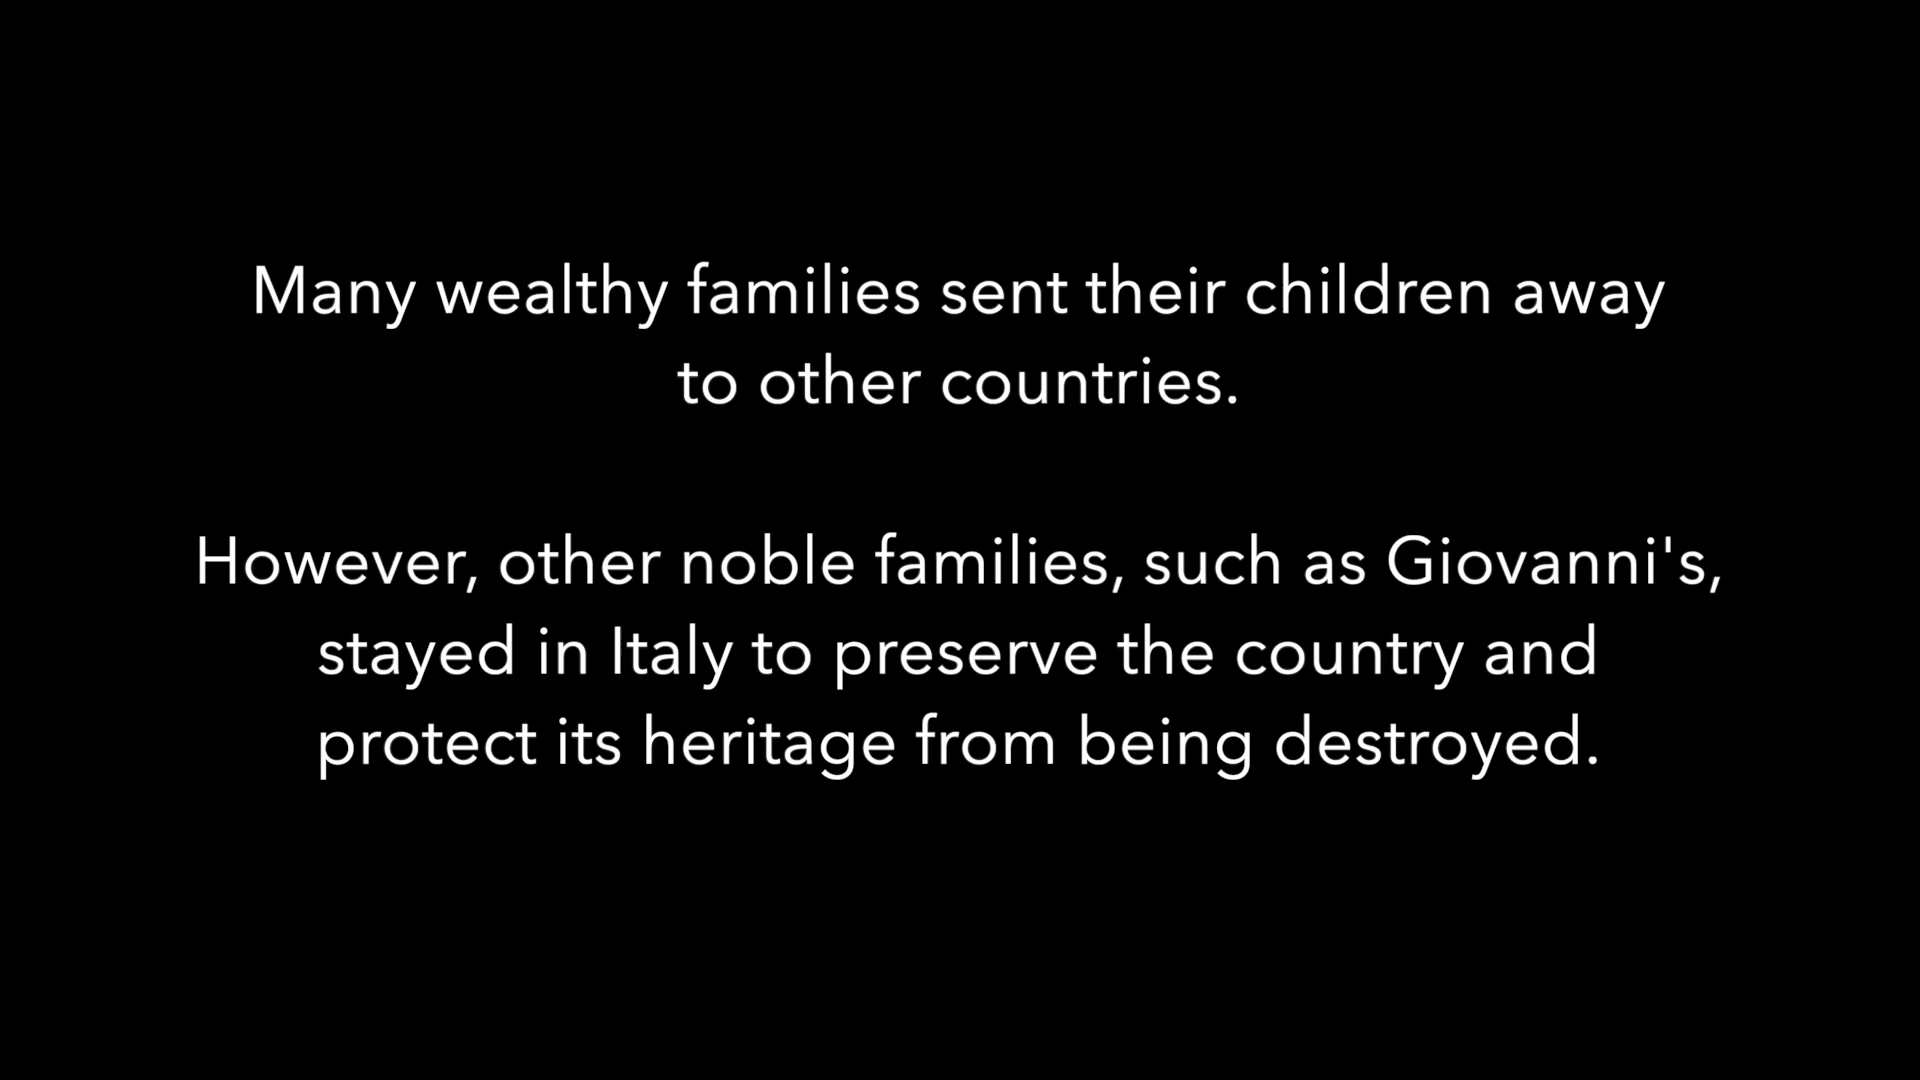 Many wealthy families sent their children away
to other countries.
However, other noble families, such as Giovanni's,
stayed in Italy to preserve the country and
protect its heritage from being destroyed.